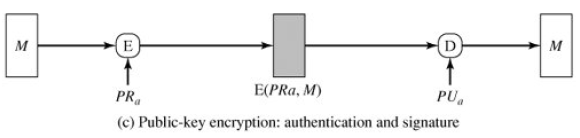 M E D M
PRa E(PRa, M) PUa
(c) Public-key encryption: authentication and signature